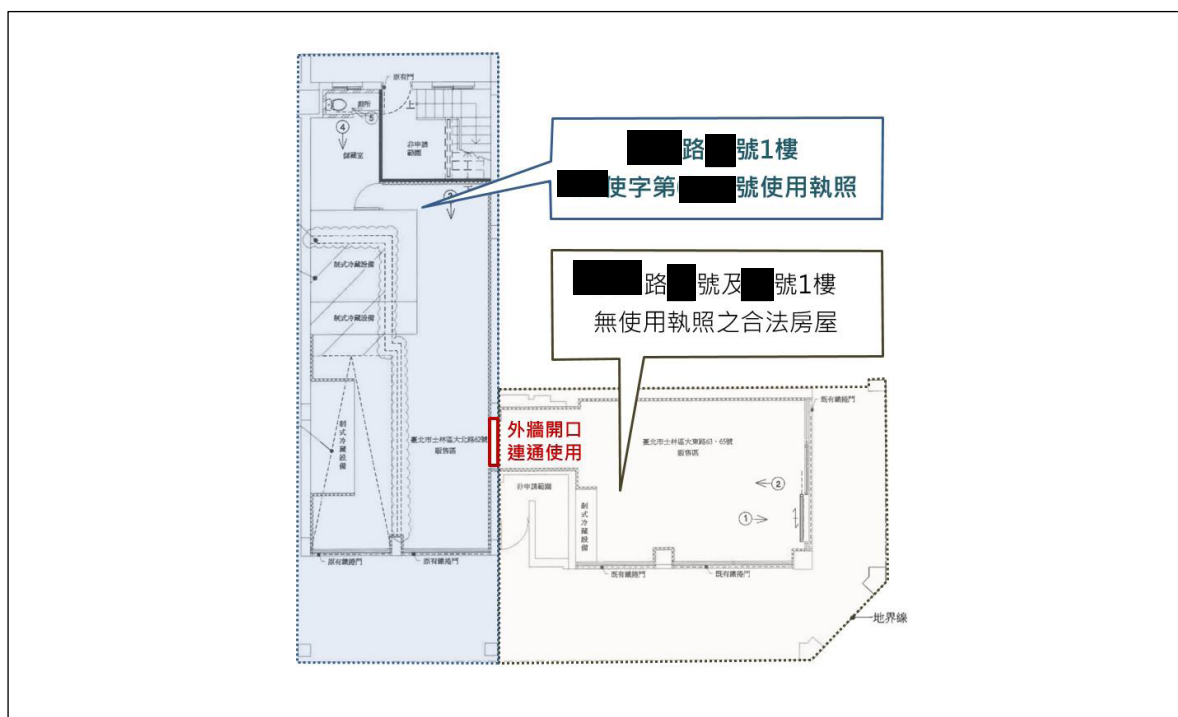 原有門
廁所
上
⑤
④
儲藏室
非申請
範圍
路 號1樓
使字第 號使用執照
制式冷藏設備
制式冷藏設備
路 號及 號1樓
無使用執照之合法房屋
既有鐵捲門
制式冷藏設備
臺北市士林區大北路62號
販售區
外牆開口
連通使用
臺北市士林區大東路63、65號
販售區
非申請範圍
制式冷藏設備
②
①
原有鐵捲門
原有鐵捲門
既有鐵捲門
既有鐵捲門
地界線